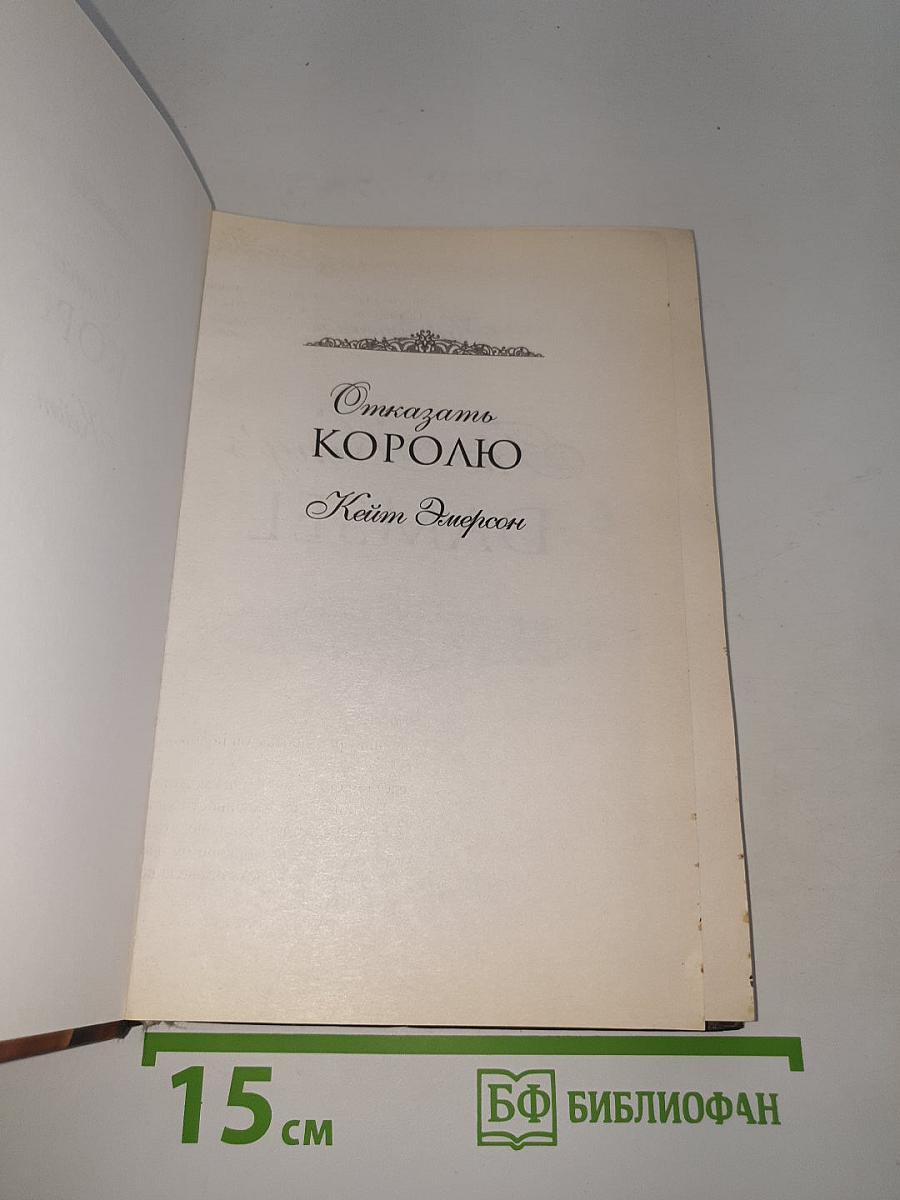 Отказать
КОРОЛЮ
Кейт Эмерсон
15 см
БФ БИБЛИОФАН